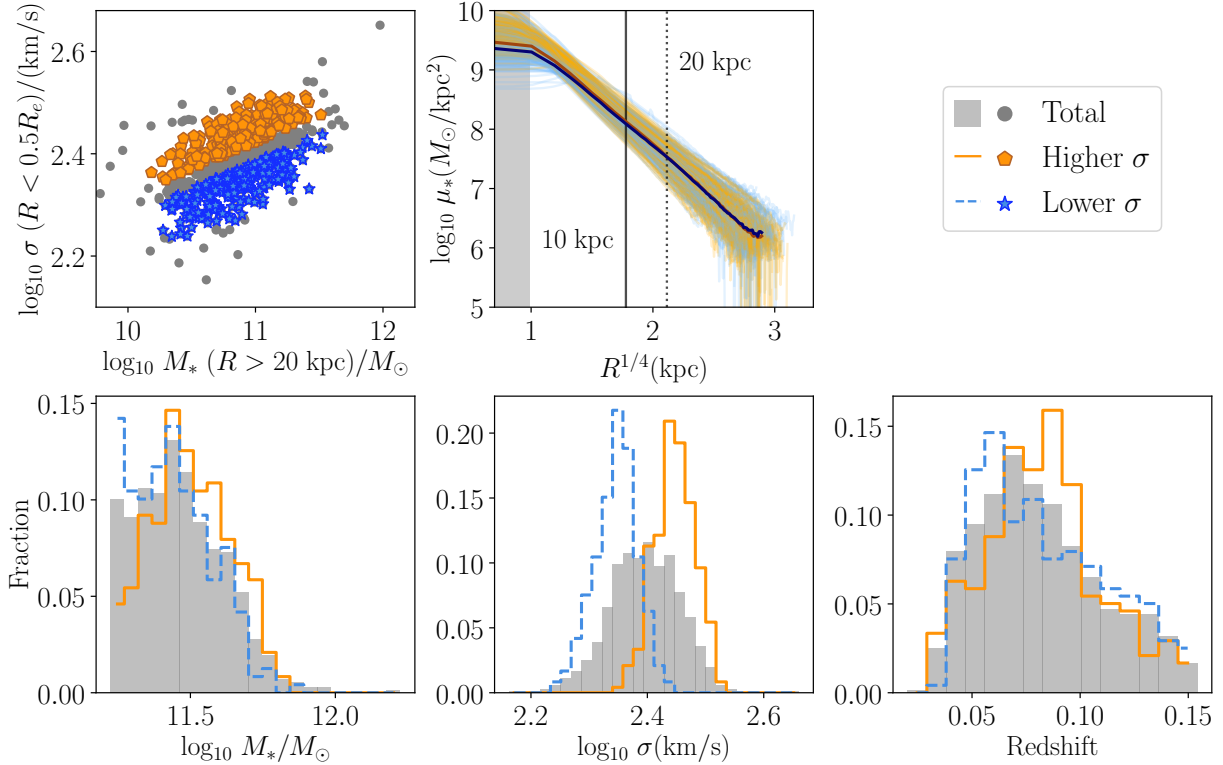 log₁₀ σ (R < 0.5Rₑ)/(km/s)
2.6
2.4
2.2
10
11
12
log₁₀ M∗ (R > 20 kpc)/M⊙
log₁₀ μ∗(M⊙/kpc²)
10
9
8
7
6
5
20 kpc
10 kpc
1
2
3
R¹/⁴(kpc)
Total
Higher σ
Lower σ
Fraction
0.15
0.10
0.05
0.00
11.5
12.0
log₁₀ M∗/M⊙
0.20
0.15
0.10
0.05
0.00
2.2
2.4
2.6
log₁₀ σ(km/s)
0.15
0.10
0.05
0.00
0.05
0.10
0.15
Redshift